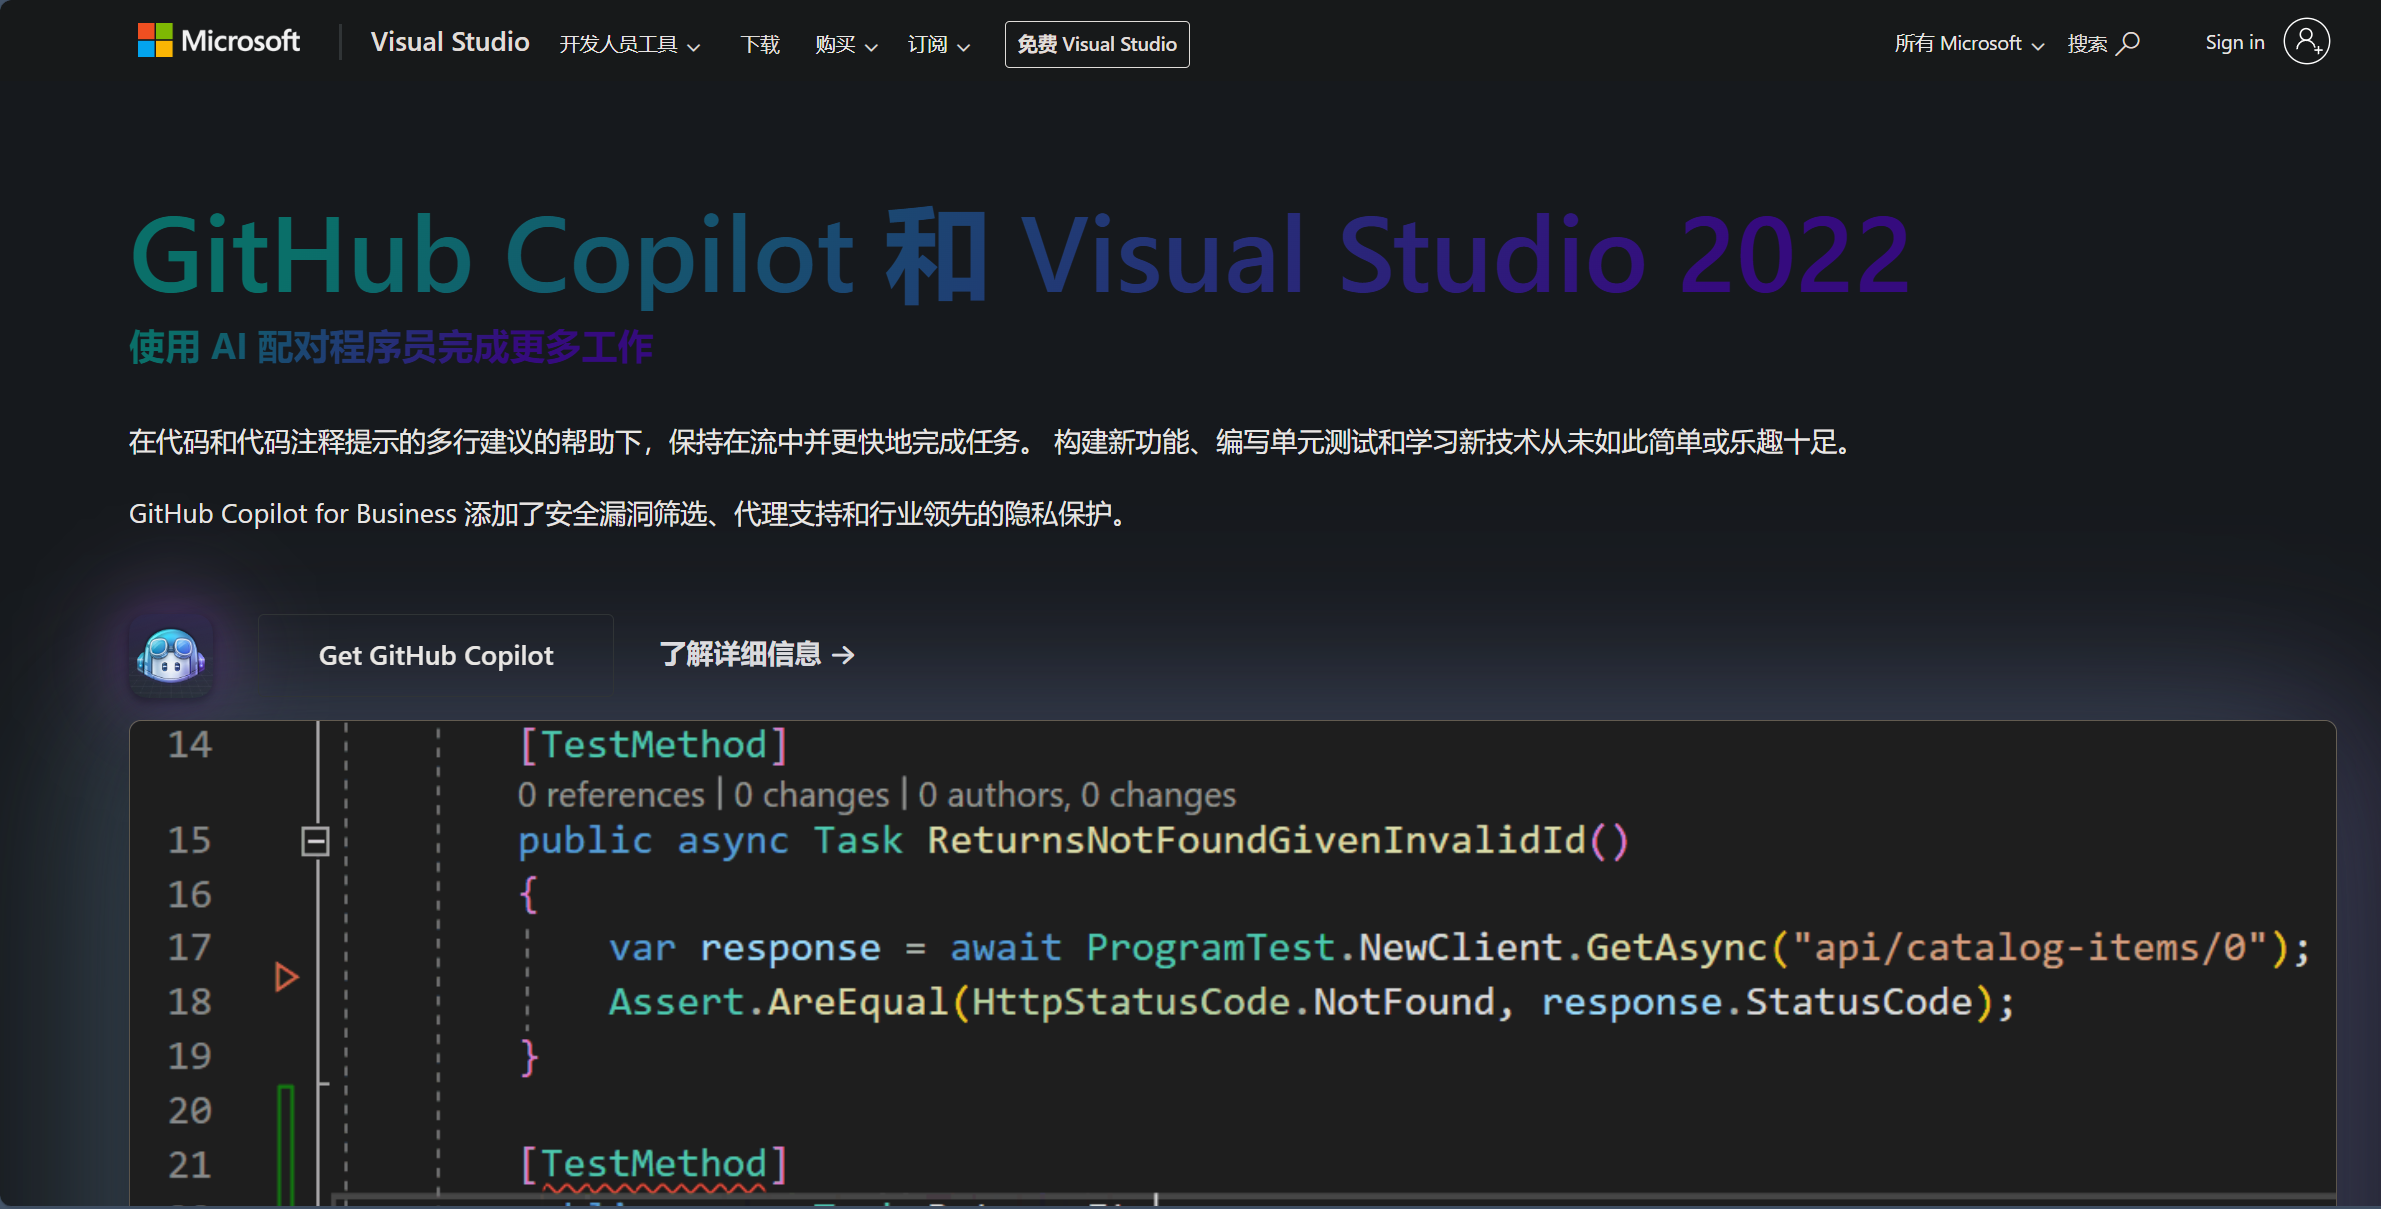 Microsoft
Visual Studio
开发人员工具
下载
购买
订阅
免费 Visual Studio
所有 Microsoft
搜索
Sign in
GitHub Copilot 和 Visual Studio 2022
使用 AI 配对程序员完成更多工作
在代码和代码注释提示的多行建议的帮助下，保持在流中并更快地完成任务。 构建新功能、编写单元测试和学习新技术从未如此简单或乐趣十足。
GitHub Copilot for Business 添加了安全漏洞筛选、代理支持和行业领先的隐私保护。
Get GitHub Copilot
了解详细信息 →
14 [TestMethod]
0 references | 0 changes | 0 authors, 0 changes
15 public async Task ReturnsNotFoundGivenInvalidId()
16 {
17 var response = await ProgramTest.NewClient.GetAsync("api/catalog-items/0");
18 Assert.AreEqual(HttpStatusCode.NotFound, response.StatusCode);
19 }
20
21 [TestMethod]